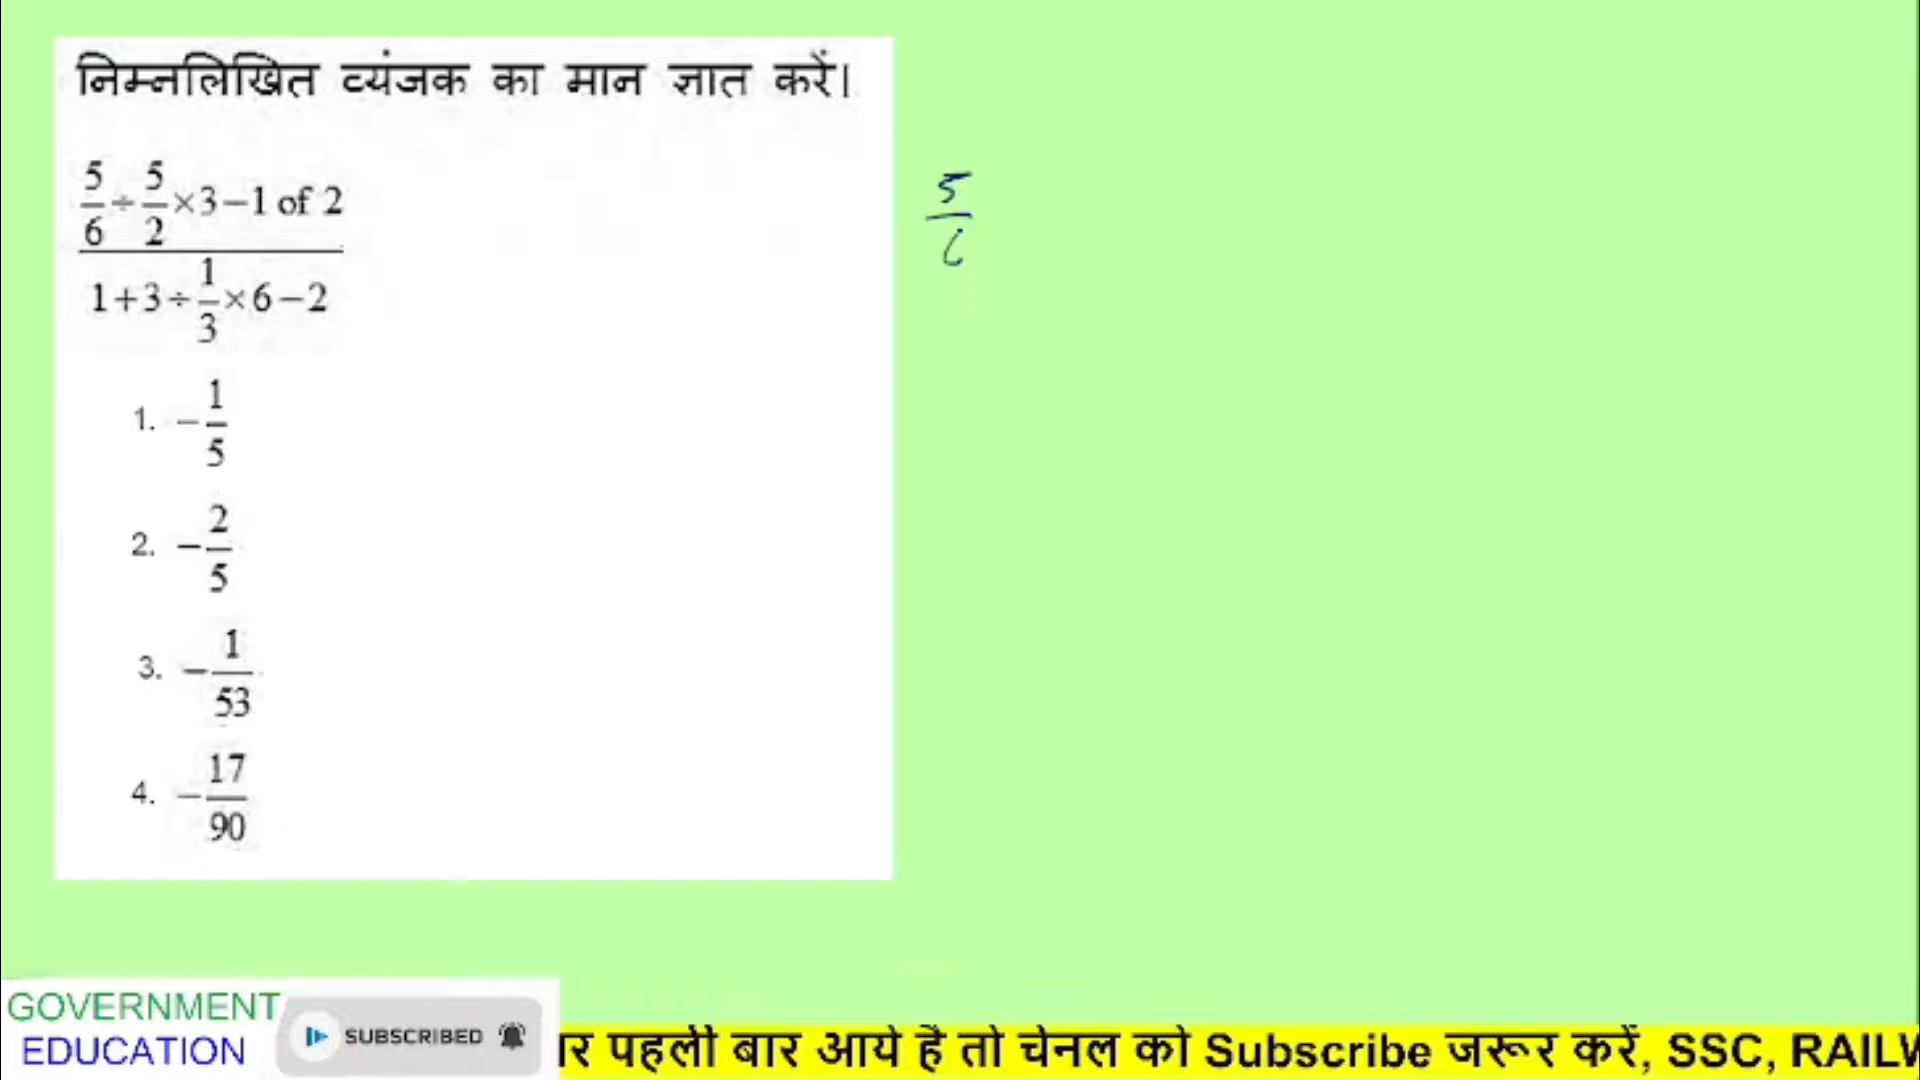 निम्नलिखित व्यंजक का मान ज्ञात करें।
5/6 ÷ 5/2 × 3 − 1 of 2
1 + 3 ÷ 1/3 × 6 − 2
1. −1/5
2. −2/5
3. −1/53
4. −17/90
5
6
GOVERNMENT
EDUCATION
SUBSCRIBED
पहली बार आये है तो चेनल को Subscribe जरूर करें, SSC,